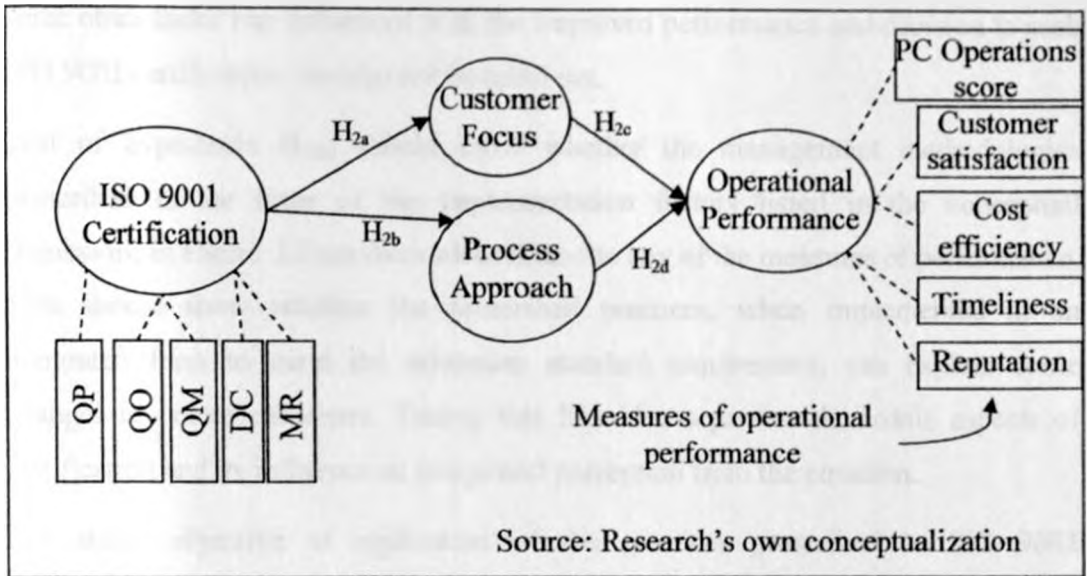 PC Operations
score
Customer
Focus
H2a
H2c
Customer
satisfaction
ISO 9001
Certification
Operational
Performance
Cost
efficiency
H2b
Process
Approach
H2d
Timeliness
Reputation
QP
QO
QM
DC
MR
Measures of operational
performance
Source: Research's own conceptualization